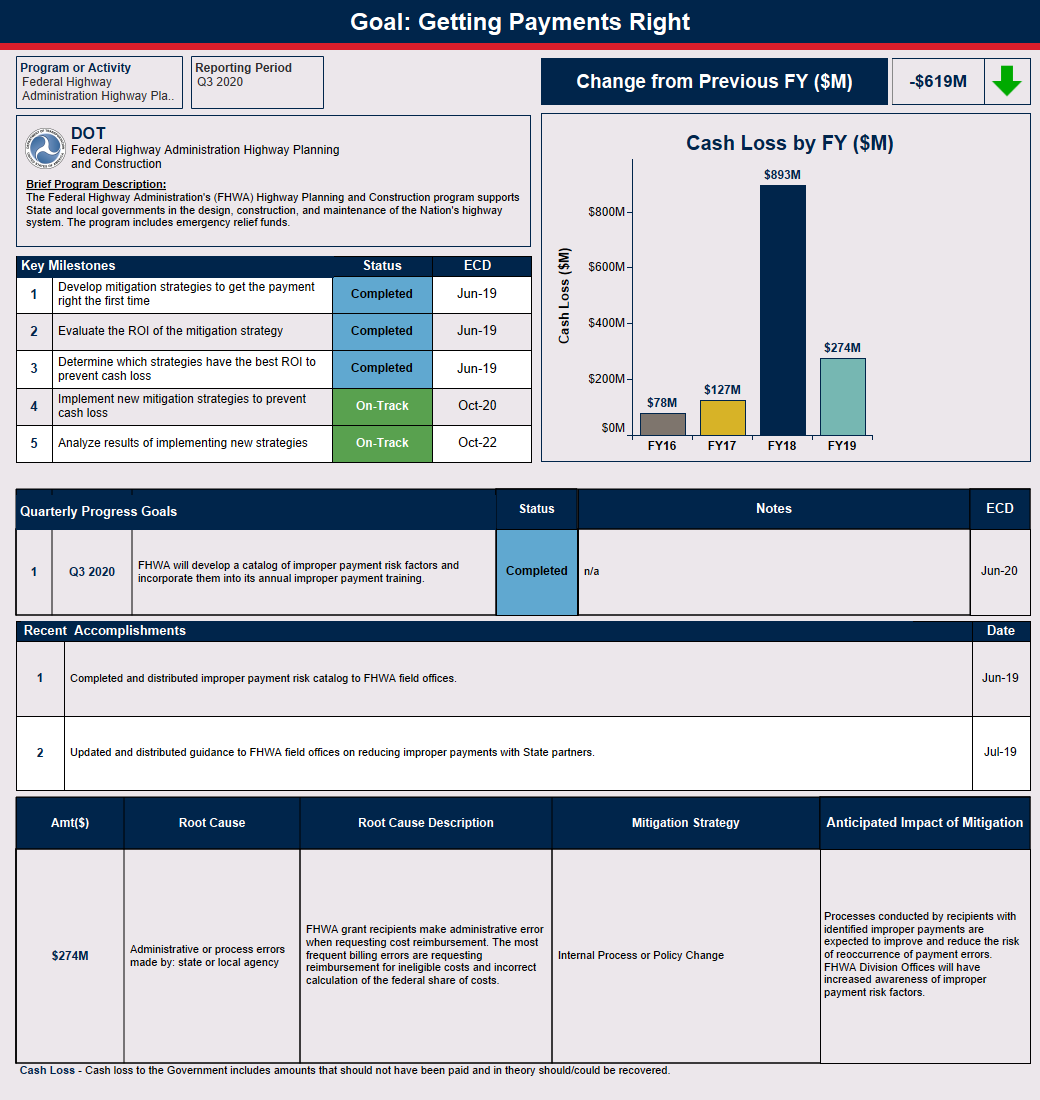 Goal: Getting Payments Right
Program or Activity
Federal Highway
Administration Highway Pla..
Reporting Period
Q3 2020
Change from Previous FY ($M)
-$619M
DOT
Federal Highway Administration Highway Planning
and Construction
Brief Program Description:
The Federal Highway Administration's (FHWA) Highway Planning and Construction program supports
State and local governments in the design, construction, and maintenance of the Nation's highway
system. The program includes emergency relief funds.
Cash Loss by FY ($M)
Cash Loss ($M)
$800M
$600M
$400M
$200M
$0M
$78M
$127M
$893M
$274M
FY16
FY17
FY18
FY19
Key Milestones Status ECD
1 Develop mitigation strategies to get the payment
right the first time
Completed Jun-19
2 Evaluate the ROI of the mitigation strategy Completed Jun-19
3 Determine which strategies have the best ROI to
prevent cash loss
Completed Jun-19
4 Implement new mitigation strategies to prevent
cash loss
On-Track Oct-20
5 Analyze results of implementing new strategies On-Track Oct-22
Quarterly Progress Goals Status Notes ECD
1 Q3 2020 FHWA will develop a catalog of improper payment risk factors and
incorporate them into its annual improper payment training.
Completed n/a Jun-20
Recent Accomplishments Date
1 Completed and distributed improper payment risk catalog to FHWA field offices. Jun-19
2 Updated and distributed guidance to FHWA field offices on reducing improper payments with State partners. Jul-19
Amt($) Root Cause Root Cause Description Mitigation Strategy Anticipated Impact of Mitigation
$274M
Administrative or process errors
made by: state or local agency
FHWA grant recipients make administrative error
when requesting cost reimbursement. The most
frequent billing errors are requesting
reimbursement for ineligible costs and incorrect
calculation of the federal share of costs.
Internal Process or Policy Change
Processes conducted by recipients with
identified improper payments are
expected to improve and reduce the risk
of reoccurrence of payment errors.
FHWA Division Offices will have
increased awareness of improper
payment risk factors.
Cash Loss - Cash loss to the Government includes amounts that should not have been paid and in theory should/could be recovered.